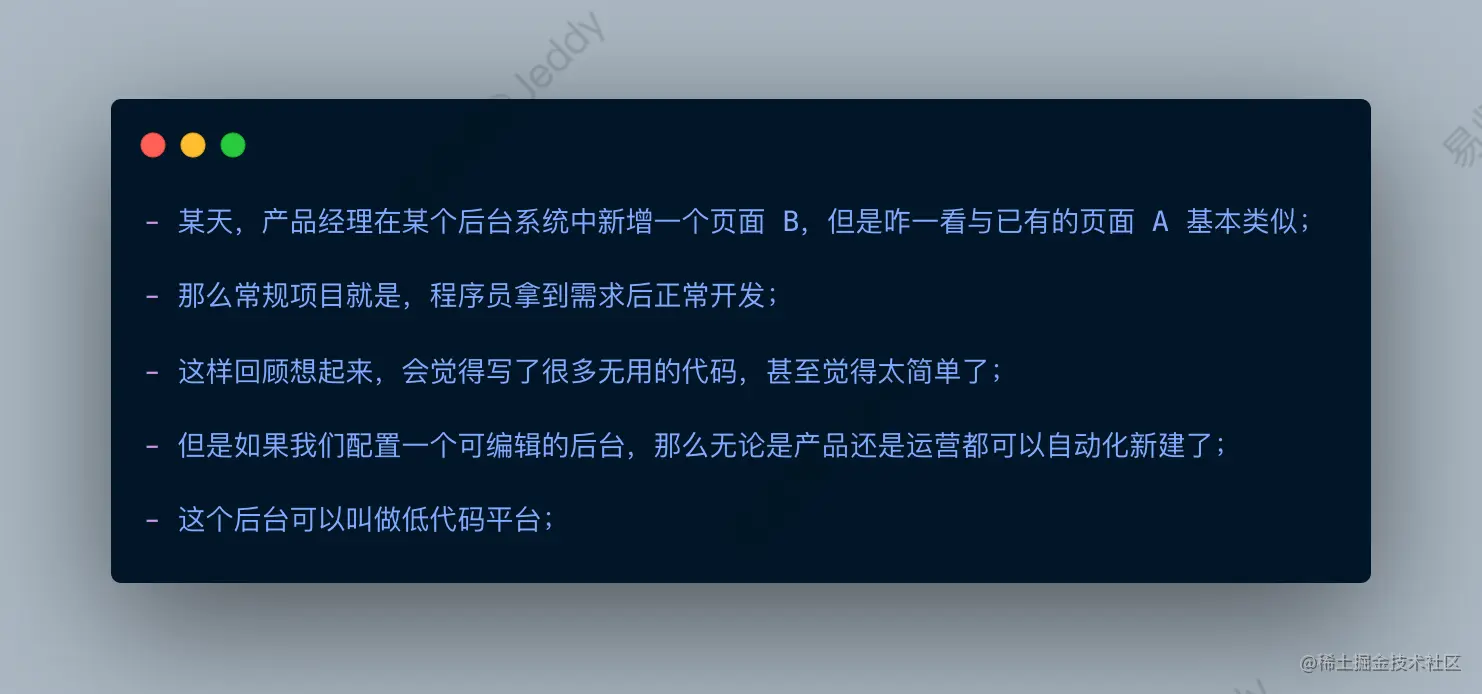 Jeddy
- 某天，产品经理在某个后台系统中新增一个页面 B，但是咋一看与已有的页面 A 基本类似；
- 那么常规项目就是，程序员拿到需求后正常开发；
- 这样回顾想起来，会觉得写了很多无用的代码，甚至觉得太简单了；
- 但是如果我们配置一个可编辑的后台，那么无论是产品还是运营都可以自动化新建了；
- 这个后台可以叫做低代码平台；
@稀土掘金技术社区